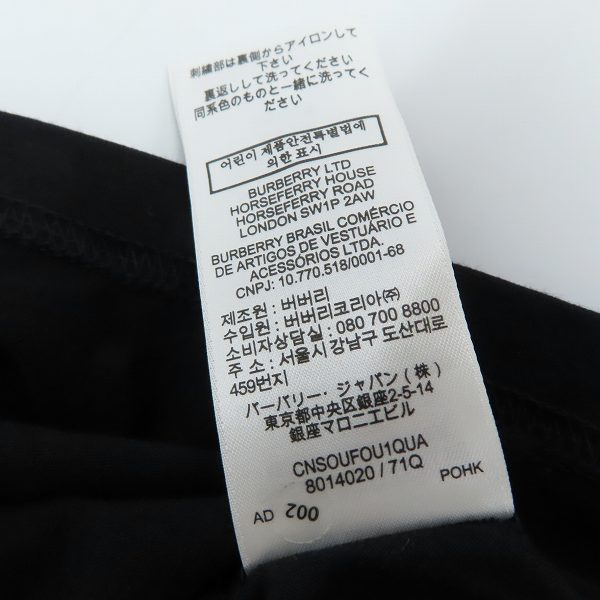 刺繍部は裏側からアイロンして
下さい
裏返しして洗ってください
同系色のものと一緒に洗って
ください
어린이 제품안전특별법에
의한 표시
BURBERRY LTD
HORSEFERRY HOUSE
HORSEFERRY ROAD
LONDON SW1P 2AW
BURBERRY BRASIL COMÉRCIO
DE ARTIGOS DE VESTUÁRIO E
ACESSÓRIOS LTDA.
CNPJ: 10.770.518/0001-68
제조원 : 버버리
수입원 : 버버리코리아㈜
소비자상담실 : 080 700 8800
주 소 : 서울시 강남구 도산대로
459번지
バーバリー・ジャパン(株)
東京都中央区銀座2-5-14
銀座マロニエビル
CNSOUFOU1QUA
8014020 / 71Q
POHK
AD 002